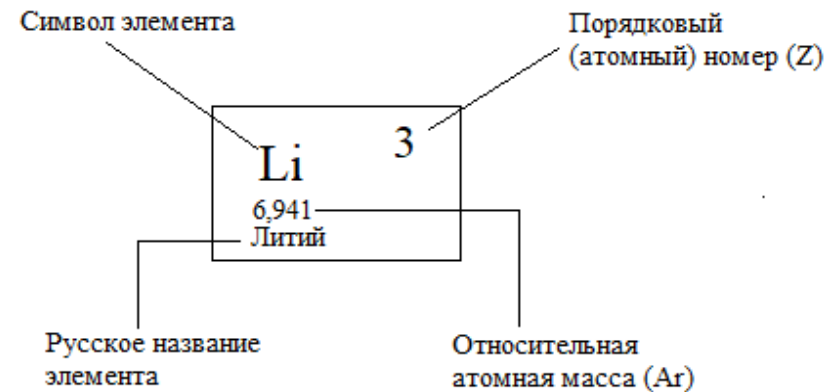 Символ элемента
Порядковый
(атомный) номер (Z)
Li
3
6,941
Литий
Русское название
элемента
Относительная
атомная масса (Ar)